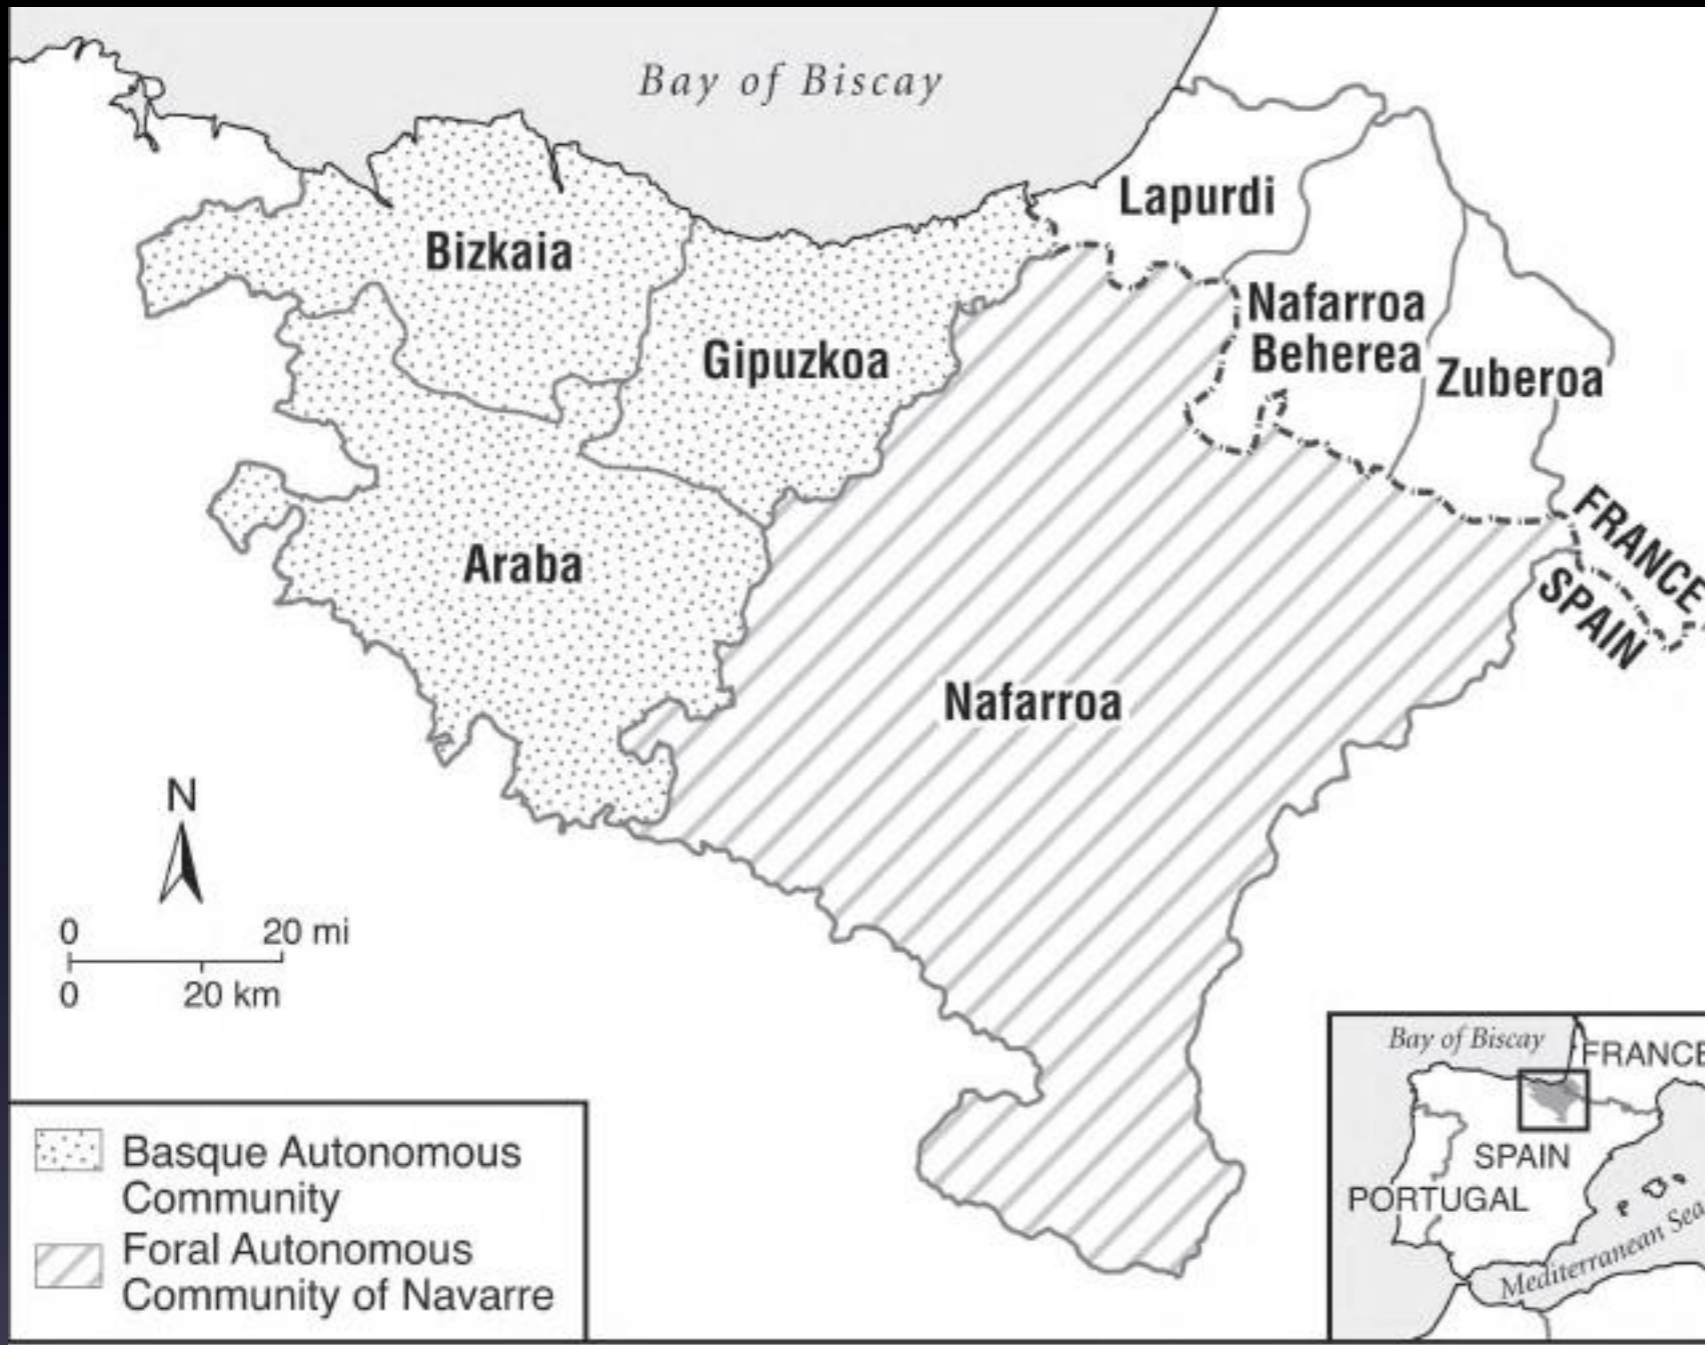 Bay of Biscay
Lapurdi
Bizkaia
Nafarroa
Beherea
Gipuzkoa
Zuberoa
FRANCE
SPAIN
Araba
Nafarroa
N
0 20 mi
0 20 km
Basque Autonomous
Community
Foral Autonomous
Community of Navarre
Bay of Biscay
FRANCE
SPAIN
PORTUGAL
Mediterranean Sea